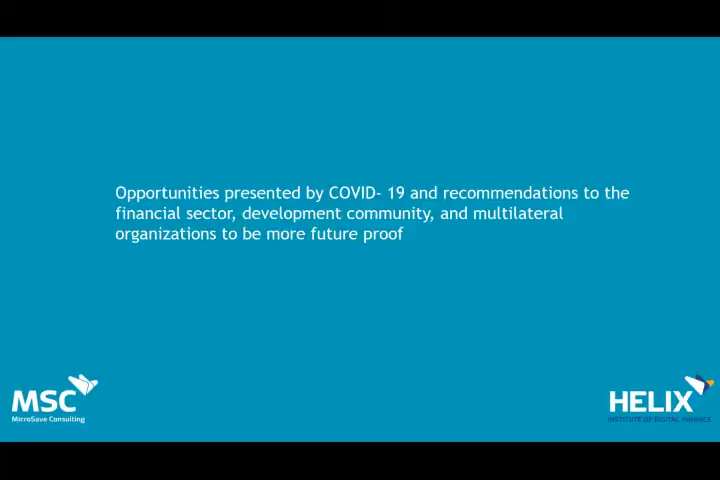 Opportunities presented by COVID- 19 and recommendations to the
financial sector, development community, and multilateral
organizations to be more future proof
MSC
MicroSave Consulting
HELIX
INSTITUTE OF DIGITAL FINANCE